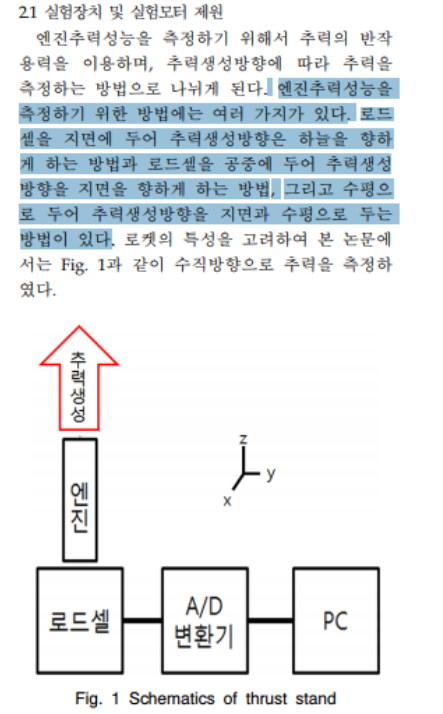 21 실험장치 및 실험모터 제원
엔진추력성능을 측정하기 위해서 추력의 반작
용력을 이용하며, 추력생성방향에 따라 추력을
측정하는 방법으로 나뉘게 된다. 엔진추력성능을
측정하기 위한 방법에는 여러 가지가 있다. 로드
셀을 지면에 두어 추력생성방향은 하늘을 향하
게 하는 방법과 로드셀을 공중에 두어 추력생성
방향을 지면을 향하게 하는 방법, 그리고 수평으
로 두어 추력생성방향을 지면과 수평으로 두는
방법이 있다. 로켓의 특성을 고려하여 본 논문에
서는 Fig. 1과 같이 수직방향으로 추력을 측정하
였다.
추력생성
엔진
z
y
x
로드셀
A/D
변환기
PC
Fig. 1 Schematics of thrust stand